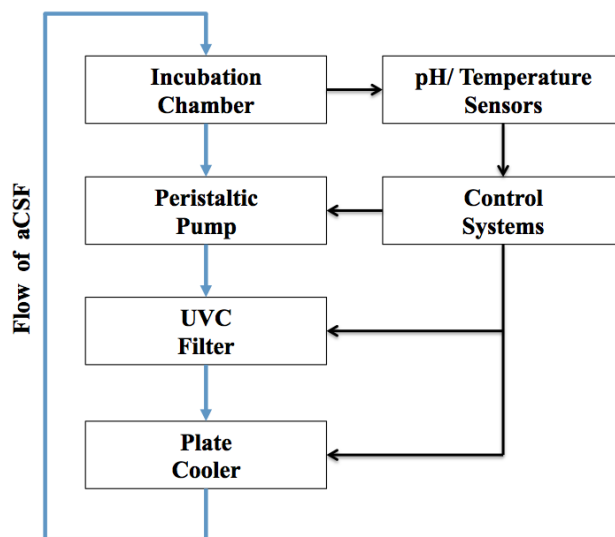 Incubation
Chamber
pH/ Temperature
Sensors
Peristaltic
Pump
Control
Systems
Flow of aCSF
UVC
Filter
Plate
Cooler